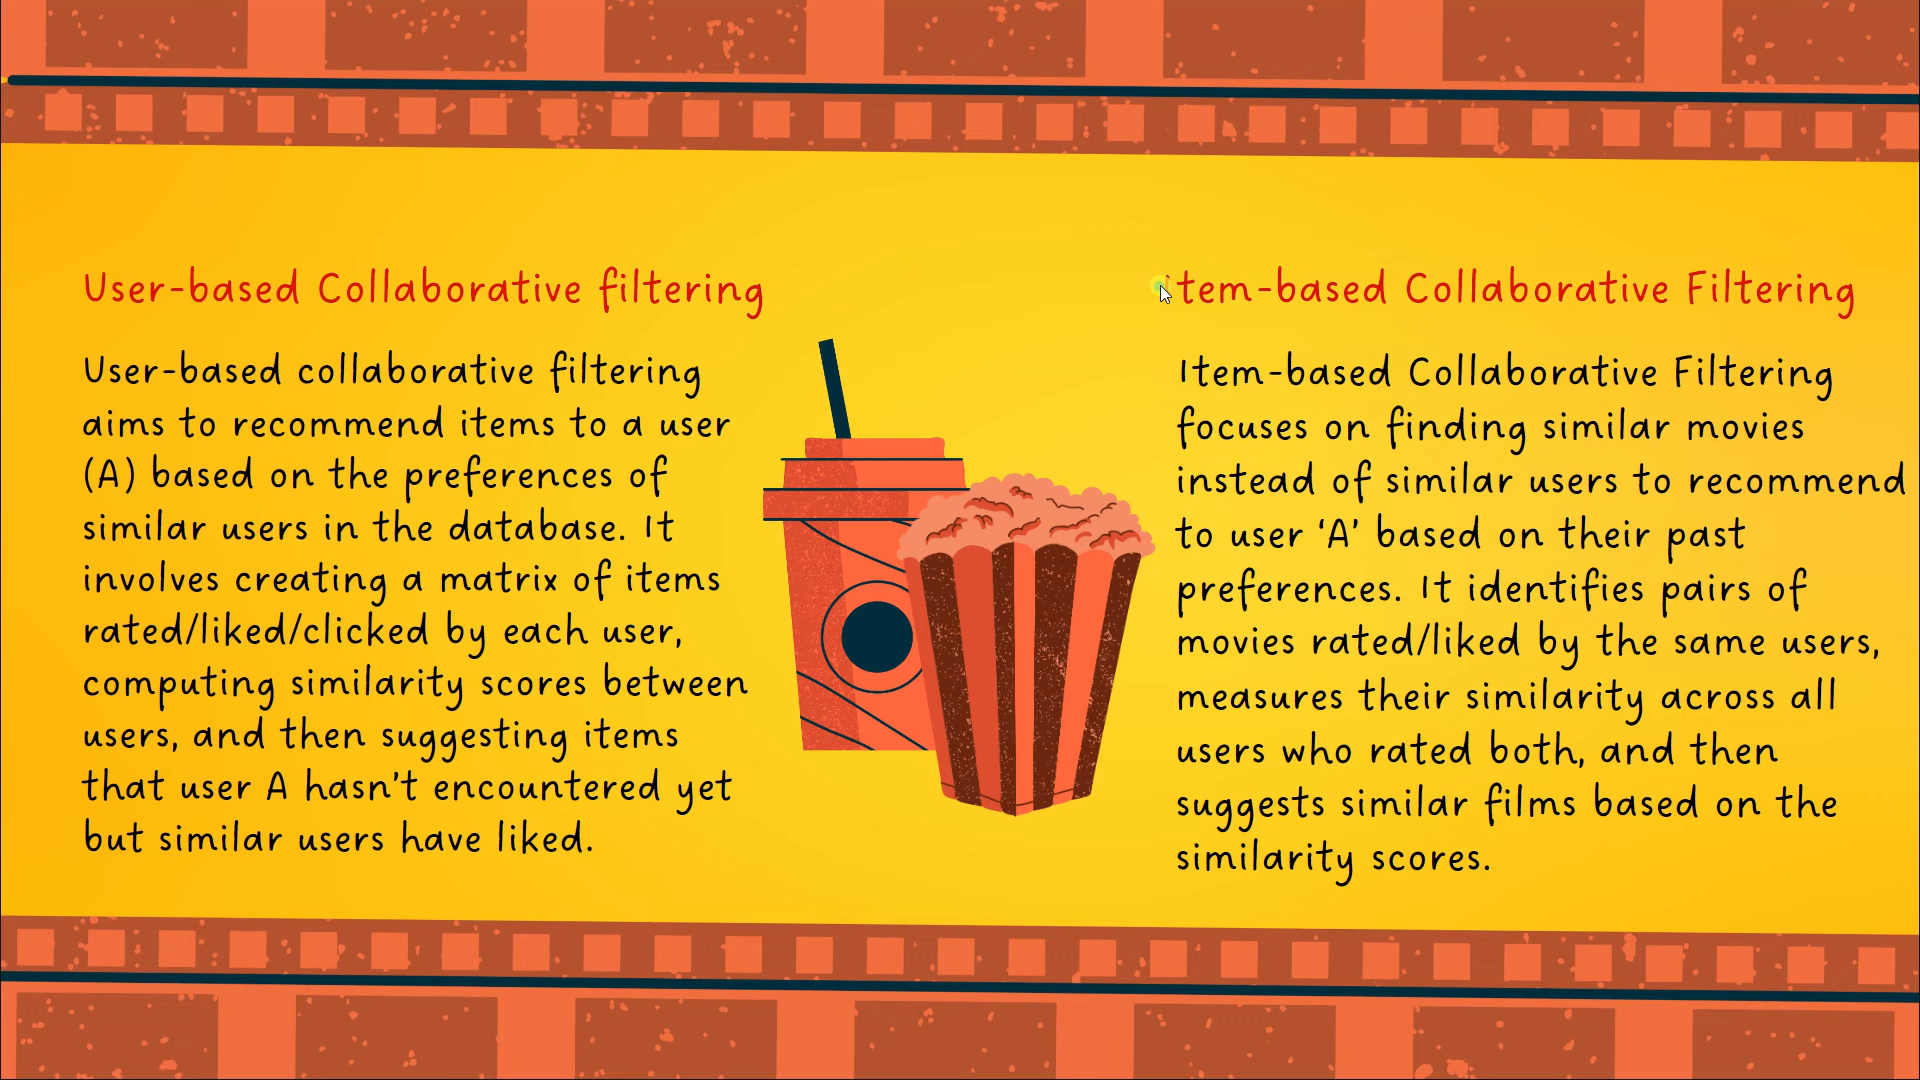 User-based Collaborative filtering
User-based collaborative filtering
aims to recommend items to a user
(A) based on the preferences of
similar users in the database. It
involves creating a matrix of items
rated/liked/clicked by each user,
computing similarity scores between
users, and then suggesting items
that user A hasn't encountered yet
but similar users have liked.
Item-based Collaborative Filtering
Item-based Collaborative Filtering
focuses on finding similar movies
instead of similar users to recommend
to user ‘A’ based on their past
preferences. It identifies pairs of
movies rated/liked by the same users,
measures their similarity across all
users who rated both, and then
suggests similar films based on the
similarity scores.